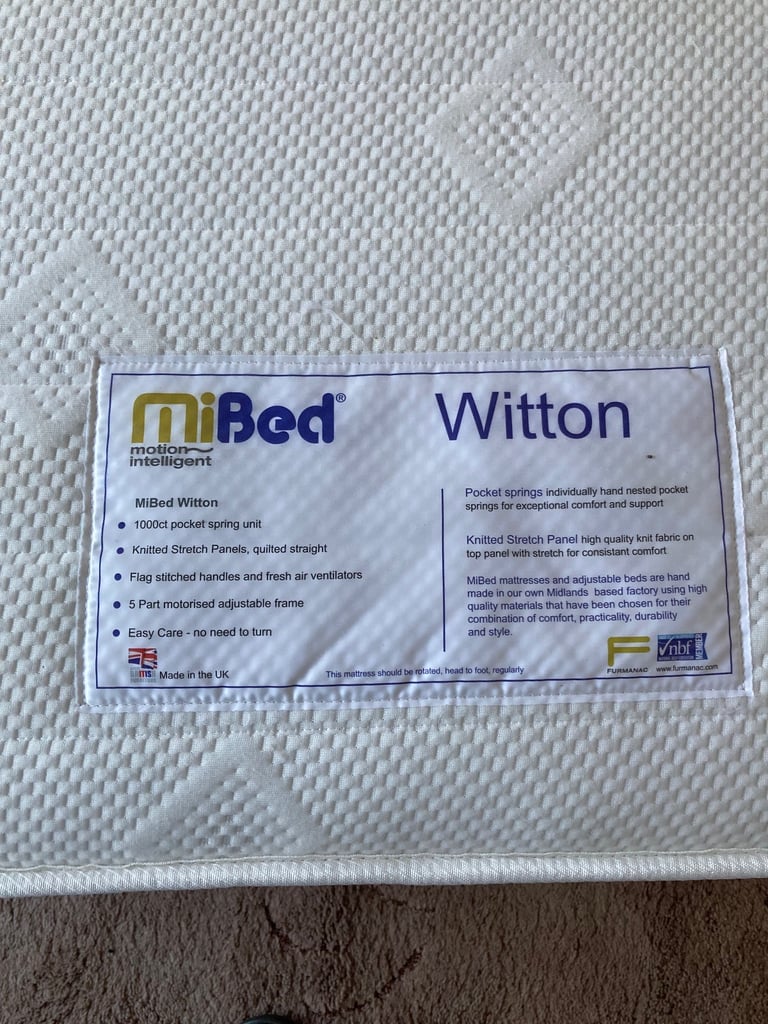 MiBed®
motion
intelligent
Witton
MiBed Witton
1000ct pocket spring unit
Knitted Stretch Panels, quilted straight
Flag stitched handles and fresh air ventilators
5 Part motorised adjustable frame
Easy Care - no need to turn
Made in the UK
Pocket springs individually hand nested pocket
springs for exceptional comfort and support
Knitted Stretch Panel high quality knit fabric on
top panel with stretch for consistant comfort
MiBed mattresses and adjustable beds are hand
made in our own Midlands based factory using high
quality materials that have been chosen for their
combination of comfort, practicality, durability
and style.
This mattress should be rotated, head to foot, regularly
FURMANAC
nbf
MEMBER
www.furmanac.com